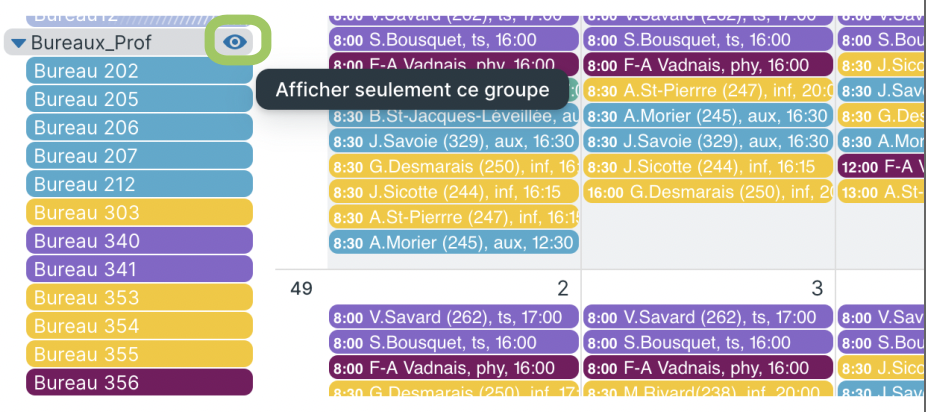 Bureau12
Bureaux_Prof
Afficher seulement ce groupe
Bureau 202
Bureau 205
Bureau 206
Bureau 207
Bureau 212
Bureau 303
Bureau 340
Bureau 341
Bureau 353
Bureau 354
Bureau 355
Bureau 356
8:00 V.Savard (262), ts, 17:00
8:00 S.Bousquet, ts, 16:00
8:00 F-A Vadnais, phy, 16:00
8:30 B.St-Jacques-Léveillée, au
8:30 J.Savoie (329), aux, 16:30
8:30 G.Desmarais (250), inf, 16
8:30 J.Sicotte (244), inf, 16:15
8:30 A.St-Pierrre (247), inf, 16:1
8:30 A.Morier (245), aux, 12:30
8:00 V.Savard (262), ts, 17:00
8:00 S.Bousquet, ts, 16:00
8:00 F-A Vadnais, phy, 16:00
8:30 A.St-Pierrre (247), inf, 20:0
8:30 A.Morier (245), aux, 16:30
8:30 J.Savoie (329), aux, 16:30
8:30 J.Sicotte (244), inf, 16:15
16:00 G.Desmarais (250), inf, 20
8:00 V.Sav
8:00 S.Bou
8:30 J.Sico
8:30 J.Sav
8:30 G.Des
8:30 A.Mor
12:00 F-A V
13:00 A.St-
49
2
8:00 V.Savard (262), ts, 17:00
8:00 S.Bousquet, ts, 16:00
8:00 F-A Vadnais, phy, 16:00
8:30 G.Desmarais (250), inf, 17:
3
8:00 V.Savard (262), ts, 17:00
8:00 S.Bousquet, ts, 16:00
8:00 F-A Vadnais, phy, 16:00
8:30 M.Rivard(238), inf, 20:00
8:00 V.Sav
8:00 S.Bou
8:30 J.Sico
8:30 J.Sav